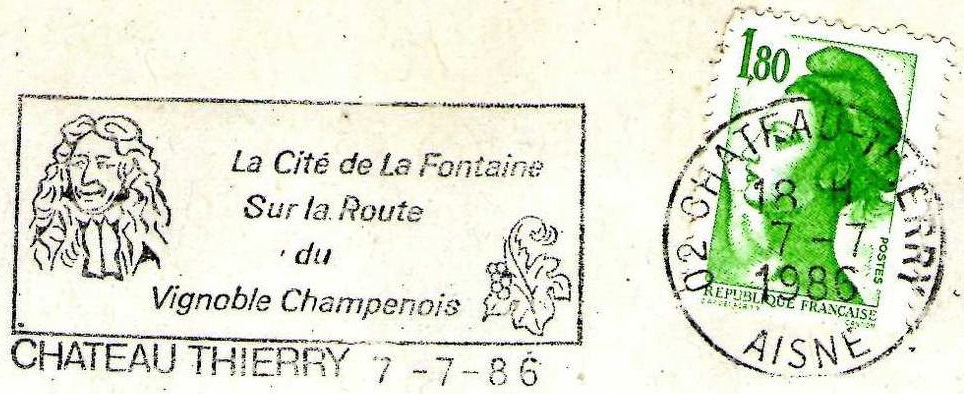 La Cité de La Fontaine
Sur la Route
du
Vignoble Champenois
CHATEAU THIERRY 7-7-86
1,80
POSTES
REPUBLIQUE FRANÇAISE
02 CHATEAU-THIERRY
18 H
7-7
1986
AISNE